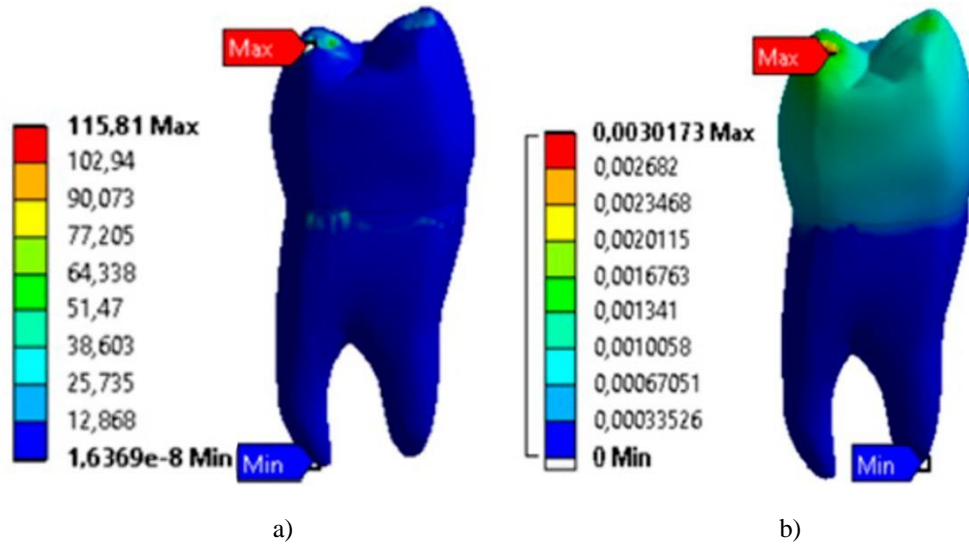 Max
115,81 Max
102,94
90,073
77,205
64,338
51,47
38,603
25,735
12,868
1,6369e-8 Min
Min
a)
Max
0,0030173 Max
0,002682
0,0023468
0,0020115
0,0016763
0,001341
0,0010058
0,00067051
0,00033526
0 Min
Min
b)